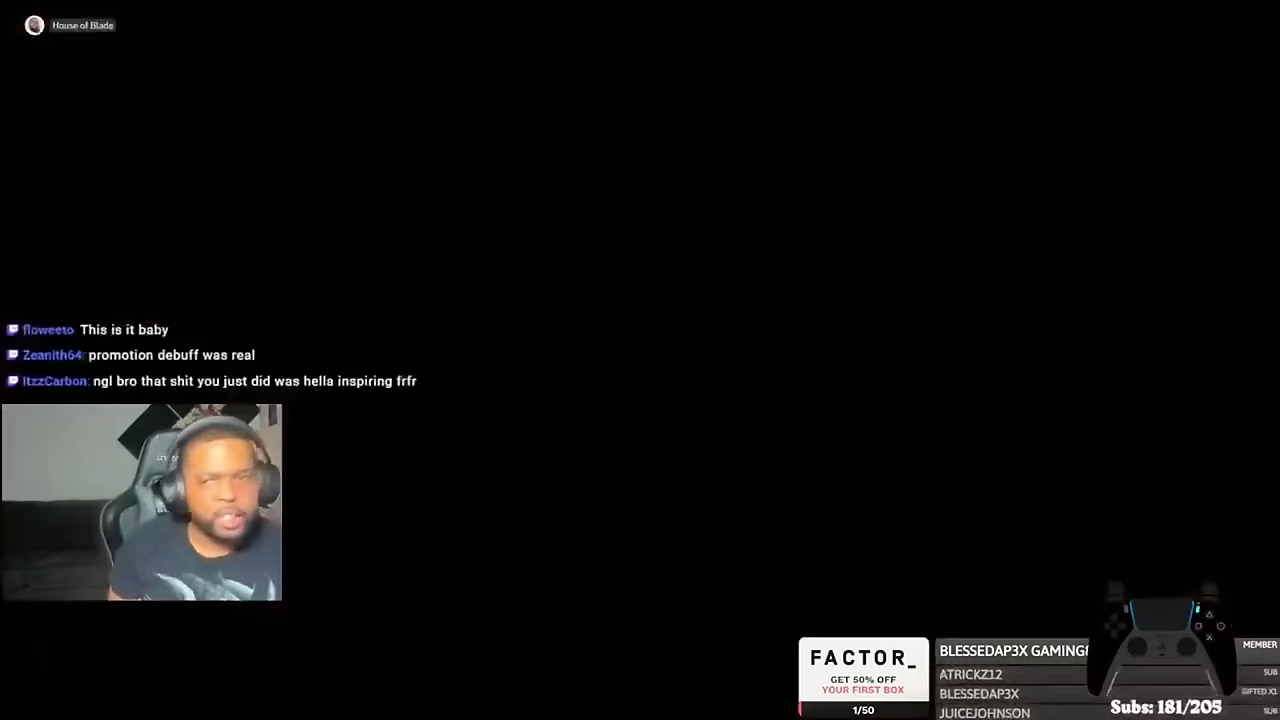 House of Blade
floweeto This is it baby
Zeanith64: promotion debuff was real
ItzzCarbon: ngl bro that shit you just did was hella inspiring frfr
FACTOR_
GET 50% OFF
YOUR FIRST BOX
1/50
BLESSEDAP3X GAMING
MEMBER
ATRICKZ12
SUB
BLESSEDAP3X
GIFTED X1
JUICEJOHNSON
SUB
Subs: 181/205